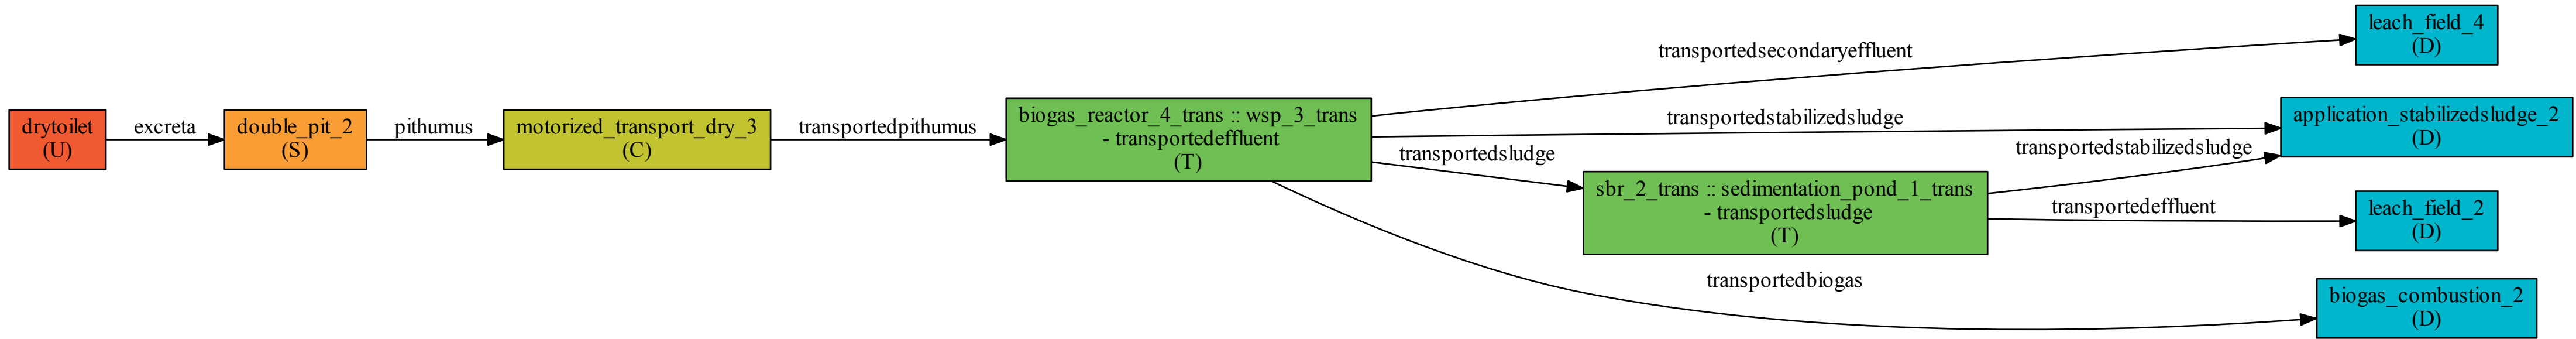 drytoilet
(U)
excreta
double_pit_2
(S)
pithumus
motorized_transport_dry_3
(C)
transportedpithumus
biogas_reactor_4_trans :: wsp_3_trans
- transportedeffluent
(T)
transportedsecondaryeffluent
transportedstabilizedsludge
transportedsludge
transportedbiogas
sbr_2_trans :: sedimentation_pond_1_trans
- transportedsludge
(T)
transportedstabilizedsludge
transportedeffluent
leach_field_4
(D)
application_stabilizedsludge_2
(D)
leach_field_2
(D)
biogas_combustion_2
(D)